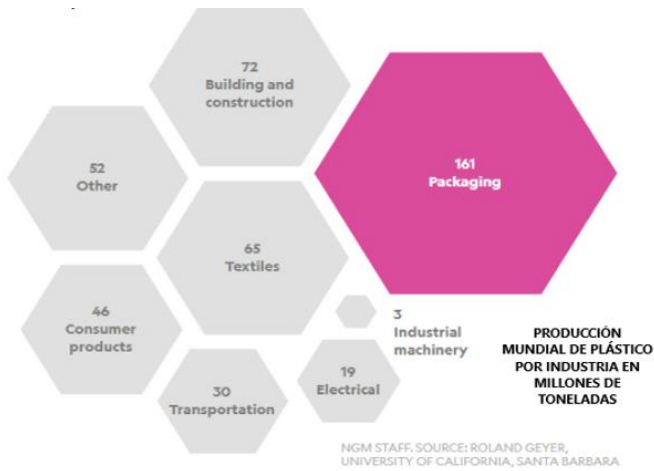 72
Building and
construction
161
Packaging
52
Other
65
Textiles
46
Consumer
products
3
Industrial
machinery
19
Electrical
30
Transportation
PRODUCCIÓN
MUNDIAL DE PLÁSTICO
POR INDUSTRIA EN
MILLONES DE
TONELADAS
NGM STAFF. SOURCE: ROLAND GEYER,
UNIVERSITY OF CALIFORNIA, SANTA BARBARA